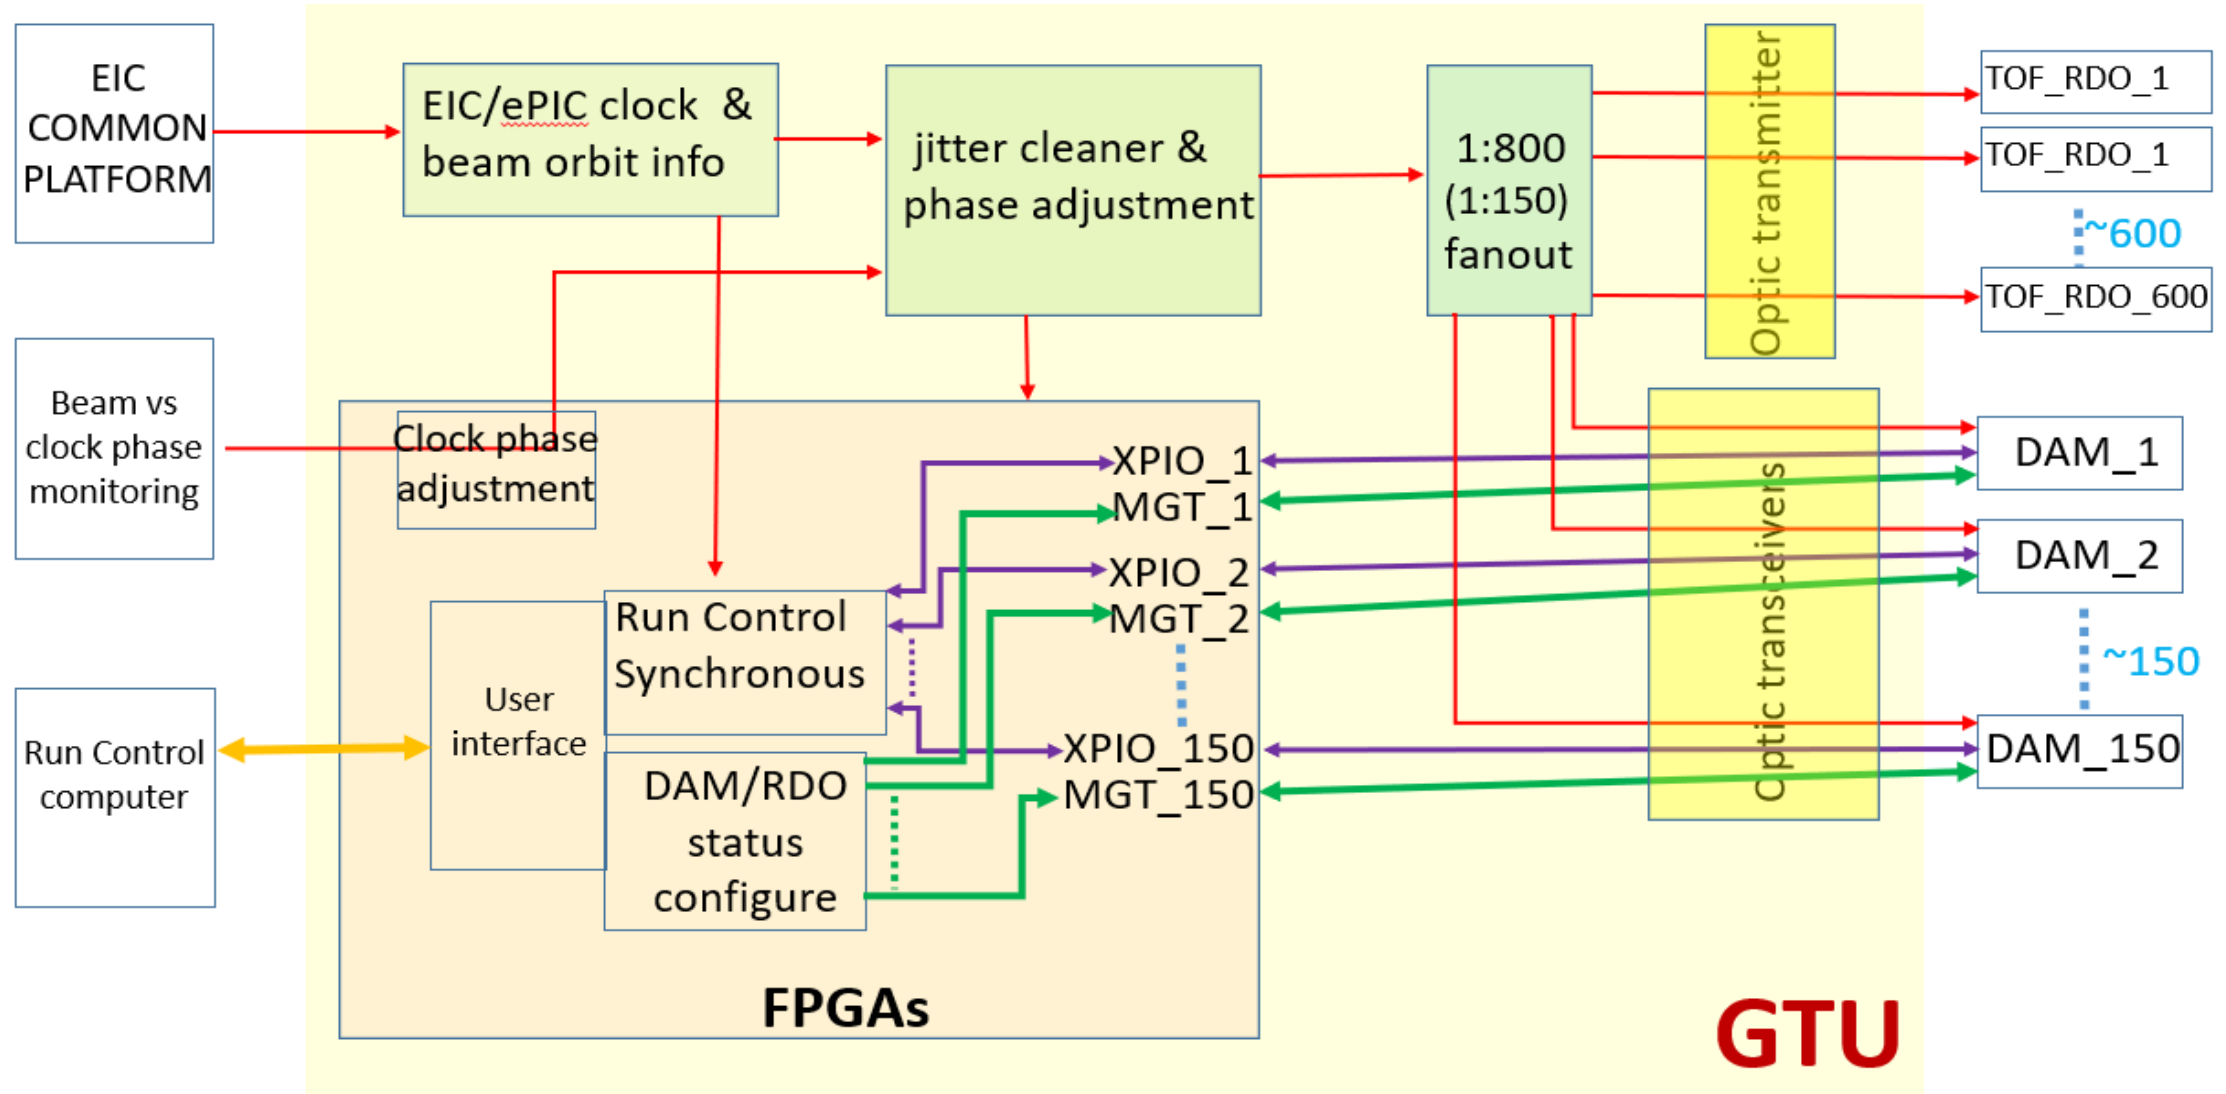 EIC
COMMON
PLATFORM
EIC/ePIC clock &
beam orbit info
jitter cleaner &
phase adjustment
1:800
(1:150)
fanout
Optic transmitter
TOF_RDO_1
TOF_RDO_1
~600
TOF_RDO_600
Beam vs
clock phase
monitoring
Clock phase
adjustment
XPIO_1
MGT_1
XPIO_2
MGT_2
XPIO_150
MGT_150
Optic transceivers
DAM_1
DAM_2
~150
DAM_150
Run Control
computer
User
interface
Run Control
Synchronous
DAM/RDO
status
configure
FPGAs
GTU